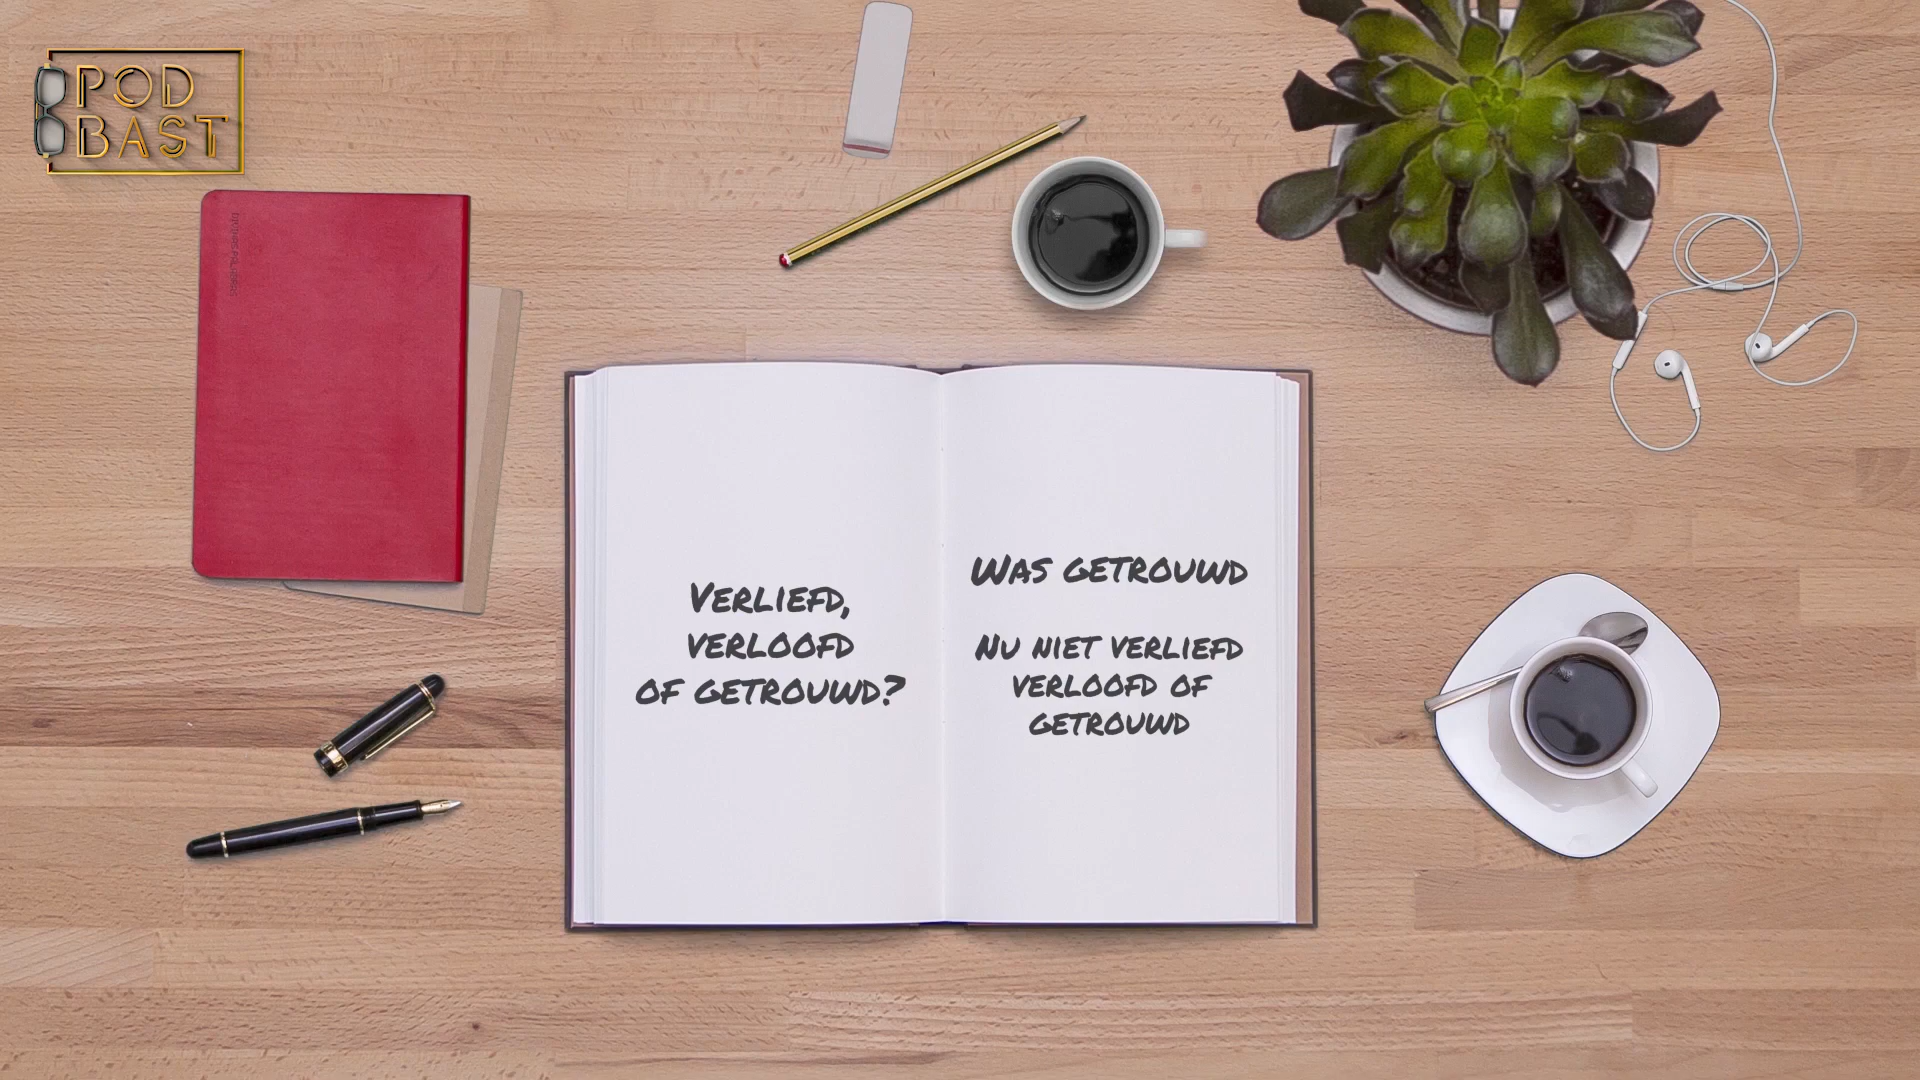 POD
BAST
Verliefd,
verloofd
of getrouwd?
Was getrouwd
Nu niet verliefd
verloofd of
getrouwd